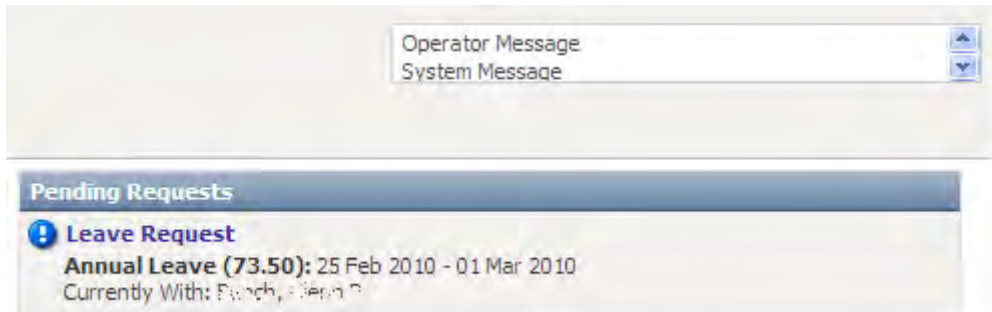 Operator Message
System Message
Pending Requests
Leave Request
Annual Leave (73.50): 25 Feb 2010 - 01 Mar 2010
Currently With: